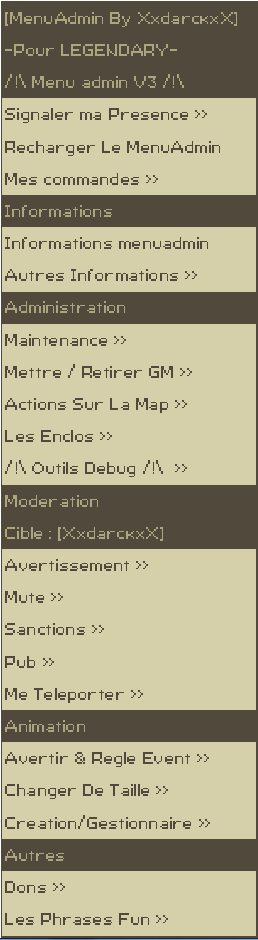 [MenuAdmin By XxdarcĸxX]
-Pour LEGENDARY-
/!\ Menu admin V3 /!\
Signaler ma Presence >>
Recharger Le MenuAdmin
Mes commandes >>
Informations
Informations menuadmin
Autres Informations >>
Administration
Maintenance >>
Mettre / Retirer GM >>
Actions Sur La Map >>
Les Enclos >>
/!\ Outils Debug /!\ >>
Moderation
Cible : [XxdarcĸxX]
Avertissement >>
Mute >>
Sanctions >>
Pub >>
Me Teleporter >>
Animation
Avertir & Regle Event >>
Changer De Taille >>
Creation/Gestionnaire >>
Autres
Dons >>
Les Phrases Fun >>